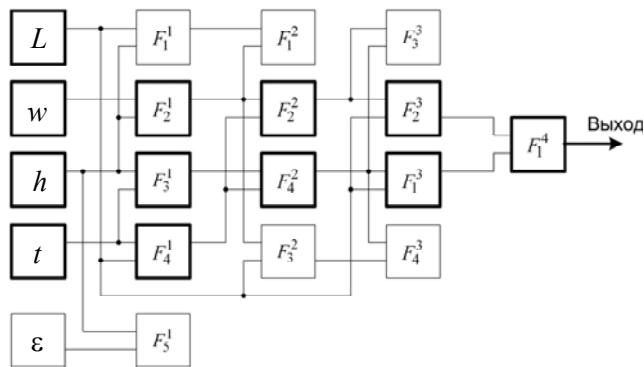 L F₁¹ F₁² F₃³
w F₂¹ F₂² F₂³
Выход
F₁⁴
h F₃¹ F₄² F₁³
t F₄¹ F₃² F₄³
ε F₅¹